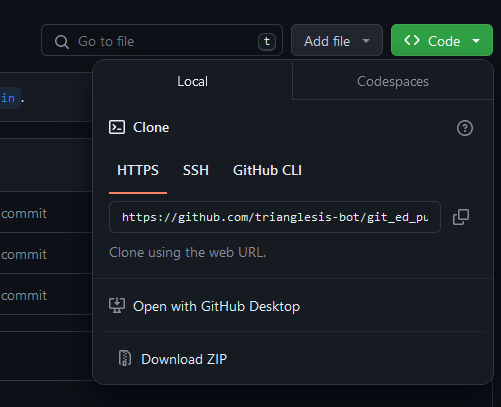 Go to file
t
Add file
Code
in.
Local
Codespaces
Clone
HTTPS
SSH
GitHub CLI
commit
https://github.com/trianglesis-bot/git_ed_pu
commit
Clone using the web URL.
commit
Open with GitHub Desktop
Download ZIP